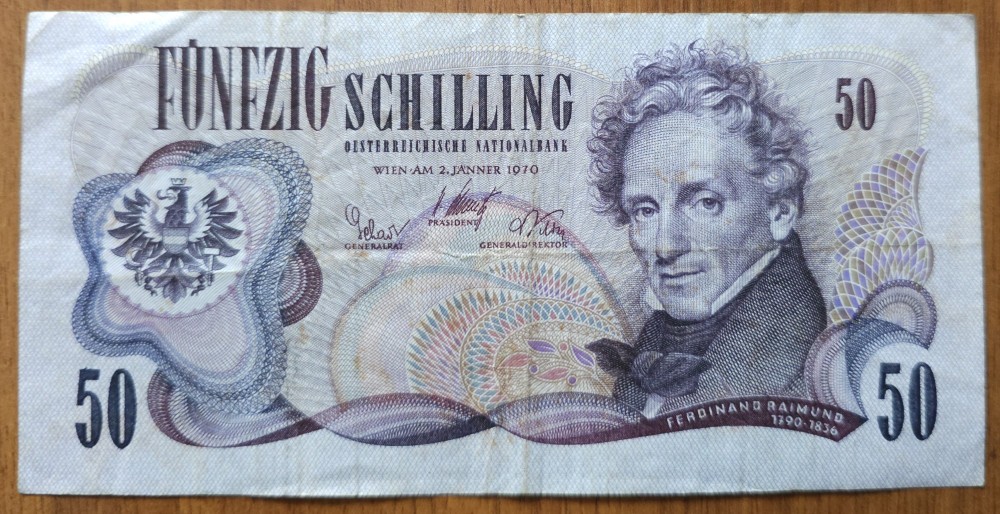 FÜNFZIG SCHILLING
50
OESTERREICHISCHE NATIONALBANK
WIEN AM 2. JÄNNER 1970
PRÄSIDENT
GENERALRAT
GENERALDIREKTOR
50
FERDINAND RAIMUND
1790-1836
50